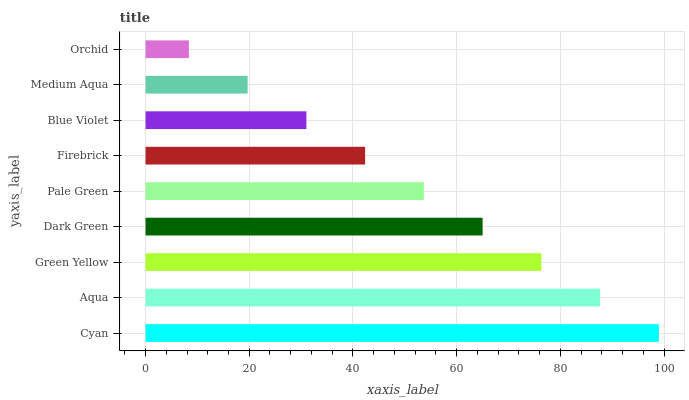 title
Orchid
Medium Aqua
Blue Violet
Firebrick
Pale Green
Dark Green
Green Yellow
Aqua
Cyan
yaxis_label
0 20 40 60 80 100
xaxis_label